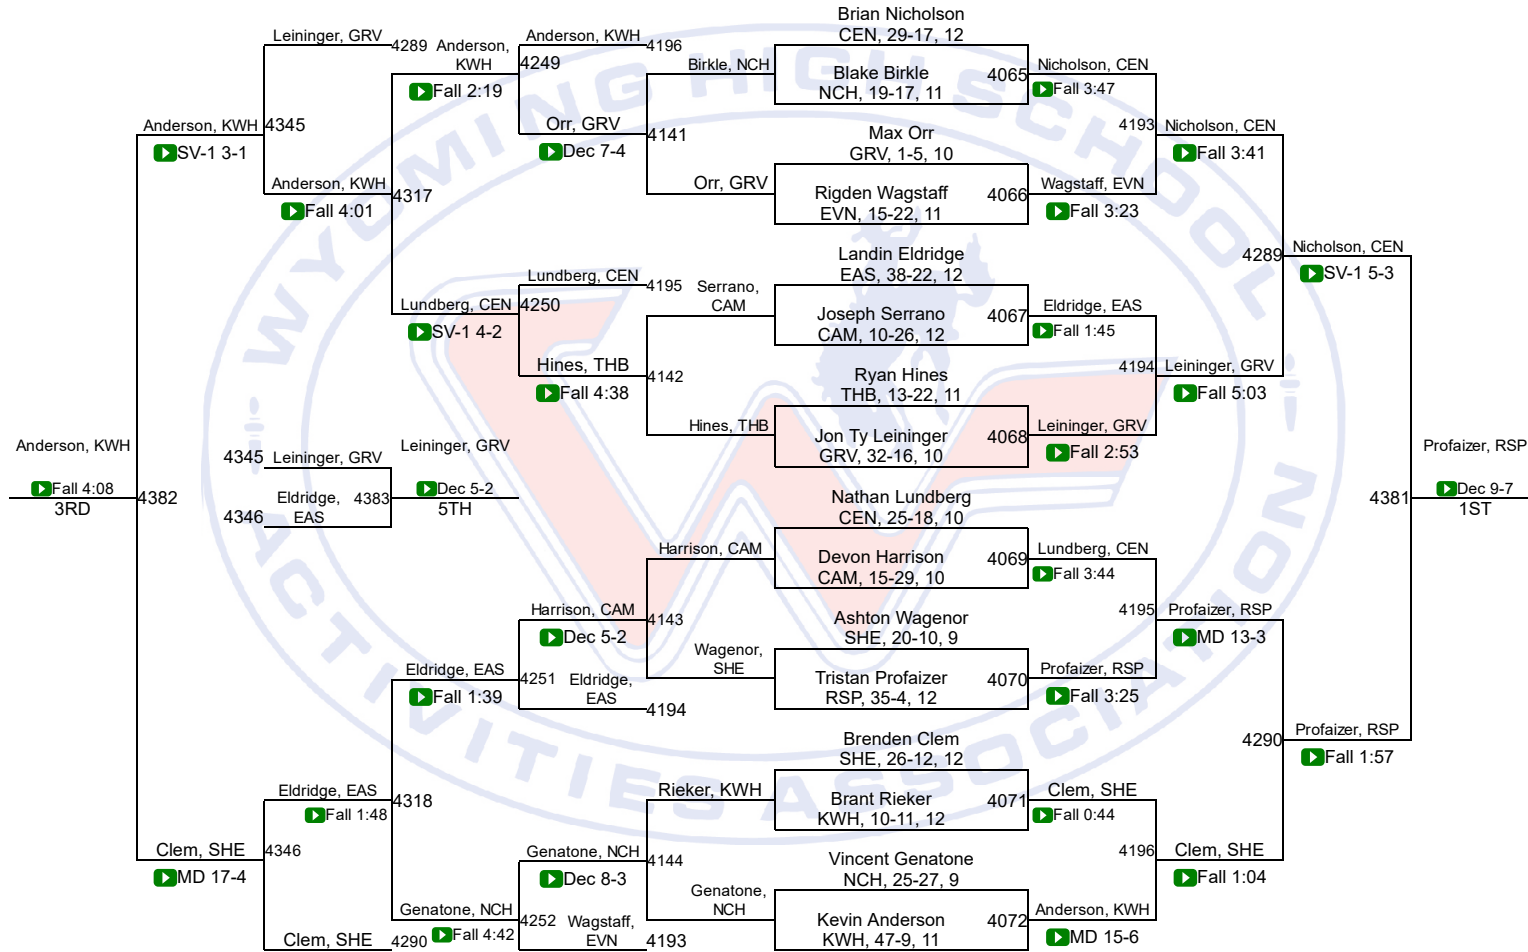 WYOMING HIGH SCHOOL
ACTIVITIES ASSOCIATION
Leininger, GRV
4289
Anderson, KWH
4345
SV-1 3-1
Anderson, KWH
Fall 4:01
4317
Anderson,
KWH
Fall 2:19
4249
Anderson, KWH
4196
Orr, GRV
Dec 7-4
4141
Birkle, NCH
Orr, GRV
Brian Nicholson
CEN, 29-17, 12
Blake Birkle
NCH, 19-17, 11
4065
Nicholson, CEN
Fall 3:47
Max Orr
GRV, 1-5, 10
Rigden Wagstaff
EVN, 15-22, 11
4066
Wagstaff, EVN
Fall 3:23
4193
Nicholson, CEN
Fall 3:41
Lundberg, CEN
SV-1 4-2
4250
Lundberg, CEN
4195
Hines, THB
Fall 4:38
4142
Serrano,
CAM
Hines, THB
Landin Eldridge
EAS, 38-22, 12
Joseph Serrano
CAM, 10-26, 12
4067
Eldridge, EAS
Fall 1:45
Ryan Hines
THB, 13-22, 11
Jon Ty Leininger
GRV, 32-16, 10
4068
Leininger, GRV
Fall 2:53
4194
Leininger, GRV
Fall 5:03
4289
Nicholson, CEN
SV-1 5-3
Anderson, KWH
Fall 4:08
3RD
4382
4345
Leininger, GRV
4346
Eldridge,
EAS
4383
Leininger, GRV
Dec 5-2
5TH
4381
Profaizer, RSP
Dec 9-7
1ST
Harrison, CAM
Dec 5-2
4143
Harrison, CAM
Wagenor,
SHE
Nathan Lundberg
CEN, 25-18, 10
Devon Harrison
CAM, 15-29, 10
4069
Lundberg, CEN
Fall 3:44
Ashton Wagenor
SHE, 20-10, 9
Tristan Profaizer
RSP, 35-4, 12
4070
Profaizer, RSP
Fall 3:25
4195
Profaizer, RSP
MD 13-3
Eldridge, EAS
Fall 1:39
4251
Eldridge,
EAS
4194
4290
Profaizer, RSP
Fall 1:57
Eldridge, EAS
Fall 1:48
4318
Clem, SHE
MD 17-4
4346
Clem, SHE
4290
Genatone, NCH
Fall 4:42
4252
Genatone, NCH
Dec 8-3
4144
Wagstaff,
EVN
4193
Rieker, KWH
Genatone,
NCH
Brenden Clem
SHE, 26-12, 12
Brant Rieker
KWH, 10-11, 12
4071
Clem, SHE
Fall 0:44
Vincent Genatone
NCH, 25-27, 9
Kevin Anderson
KWH, 47-9, 11
4072
Anderson, KWH
MD 15-6
4196
Clem, SHE
Fall 1:04